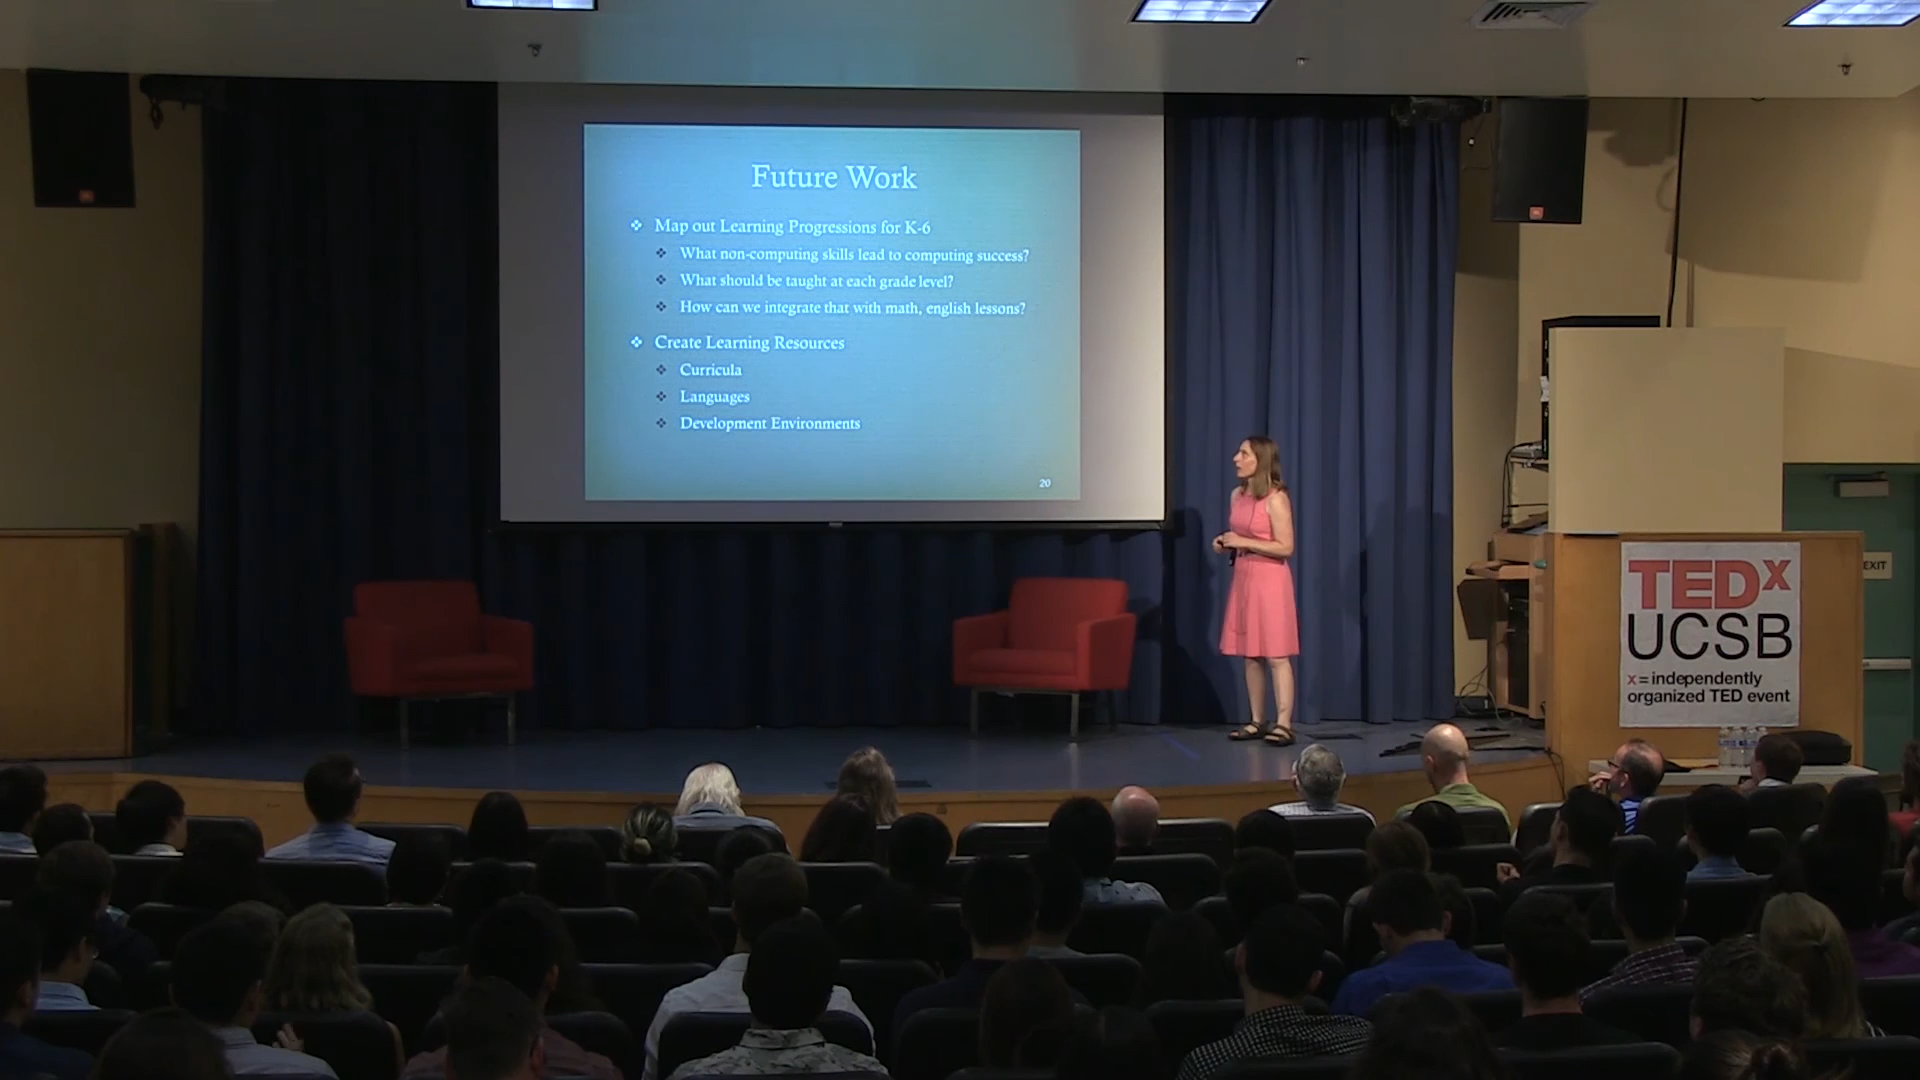 Future Work
Map out Learning Progressions for K-6
What non-computing skills lead to computing success?
What should be taught at each grade level?
How can we integrate that with math, english lessons?
Create Learning Resources
Curricula
Languages
Development Environments
20
EXIT
TEDx
UCSB
x = independently
organized TED event